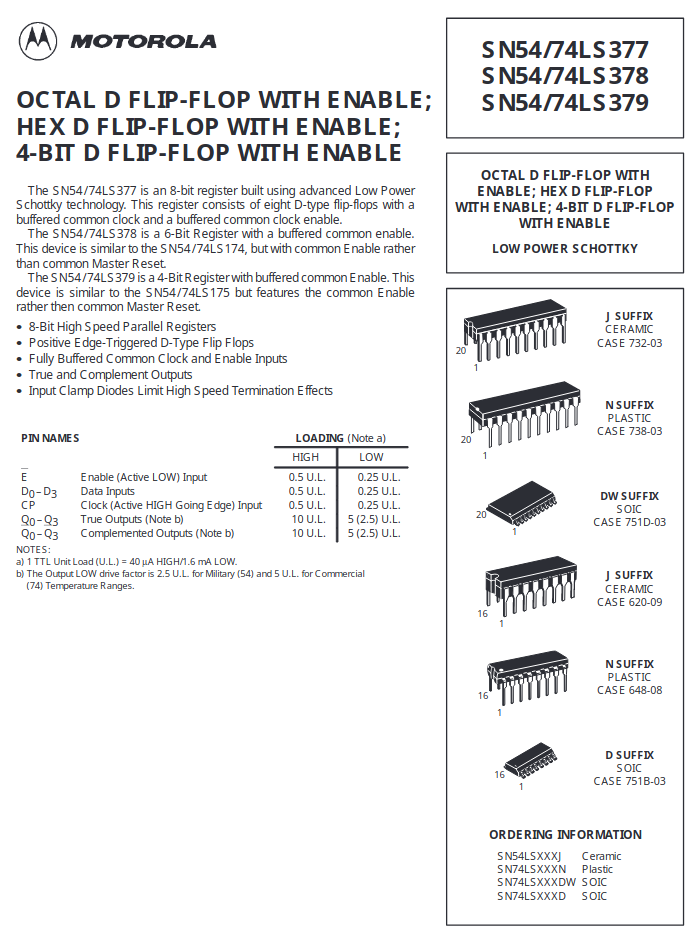 MOTOROLA
SN54/74LS377
SN54/74LS378
SN54/74LS379
OCTAL D FLIP-FLOP WITH ENABLE;
HEX D FLIP-FLOP WITH ENABLE;
4-BIT D FLIP-FLOP WITH ENABLE
The SN54/74LS377 is an 8-bit register built using advanced Low Power
Schottky technology. This register consists of eight D-type flip-flops with a
buffered common clock and a buffered common clock enable.
The SN54/74LS378 is a 6-Bit Register with a buffered common enable.
This device is similar to the SN54/74LS174, but with common Enable rather
than common Master Reset.
The SN54/74LS379 is a 4-Bit Register with buffered common Enable. This
device is similar to the SN54/74LS175 but features the common Enable
rather then common Master Reset.
• 8-Bit High Speed Parallel Registers
• Positive Edge-Triggered D-Type Flip Flops
• Fully Buffered Common Clock and Enable Inputs
• True and Complement Outputs
• Input Clamp Diodes Limit High Speed Termination Effects
PIN NAMES LOADING (Note a)
HIGH LOW
E̅ Enable (Active LOW) Input 0.5 U.L. 0.25 U.L.
D0–D3 Data Inputs 0.5 U.L. 0.25 U.L.
CP Clock (Active HIGH Going Edge) Input 0.5 U.L. 0.25 U.L.
Q0–Q3 True Outputs (Note b) 10 U.L. 5 (2.5) U.L.
Q̅0–Q̅3 Complemented Outputs (Note b) 10 U.L. 5 (2.5) U.L.
NOTES:
a) 1 TTL Unit Load (U.L.) = 40 μA HIGH/1.6 mA LOW.
b) The Output LOW drive factor is 2.5 U.L. for Military (54) and 5 U.L. for Commercial
(74) Temperature Ranges.
OCTAL D FLIP-FLOP WITH
ENABLE; HEX D FLIP-FLOP
WITH ENABLE; 4-BIT D FLIP-FLOP
WITH ENABLE
LOW POWER SCHOTTKY
J SUFFIX
CERAMIC
CASE 732-03
20
1
N SUFFIX
PLASTIC
CASE 738-03
20
1
DW SUFFIX
SOIC
CASE 751D-03
20
1
J SUFFIX
CERAMIC
CASE 620-09
16
1
N SUFFIX
PLASTIC
CASE 648-08
16
1
D SUFFIX
SOIC
CASE 751B-03
16
1
ORDERING INFORMATION
SN54LSXXXJ Ceramic
SN74LSXXXN Plastic
SN74LSXXXDW SOIC
SN74LSXXXD SOIC